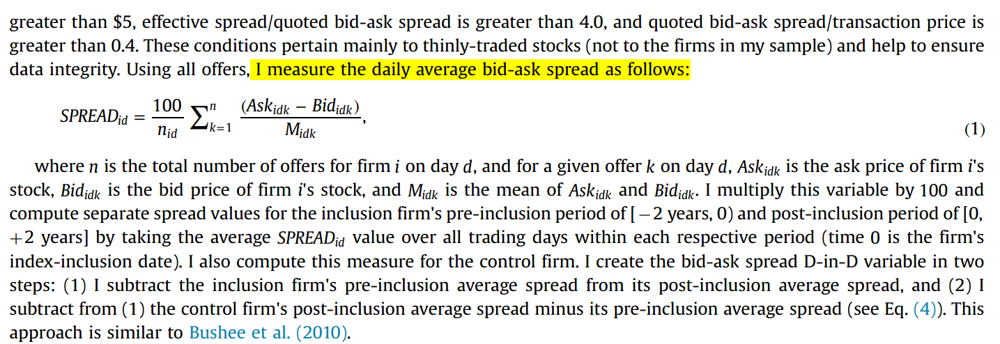 greater than $5, effective spread/quoted bid-ask spread is greater than 4.0, and quoted bid-ask spread/transaction price is
greater than 0.4. These conditions pertain mainly to thinly-traded stocks (not to the firms in my sample) and help to ensure
data integrity. Using all offers, I measure the daily average bid-ask spread as follows:
SPREAD_{id} = \frac{100}{n_{id}} \sum_{k=1}^{n} \frac{(Ask_{idk} − Bid_{idk})}{M_{idk}}, (1)
where n is the total number of offers for firm i on day d, and for a given offer k on day d, Ask_{idk} is the ask price of firm i's
stock, Bid_{idk} is the bid price of firm i's stock, and M_{idk} is the mean of Ask_{idk} and Bid_{idk}. I multiply this variable by 100 and
compute separate spread values for the inclusion firm's pre-inclusion period of [−2 years, 0) and post-inclusion period of [0,
+2 years] by taking the average SPREAD_{id} value over all trading days within each respective period (time 0 is the firm's
index-inclusion date). I also compute this measure for the control firm. I create the bid-ask spread D-in-D variable in two
steps: (1) I subtract the inclusion firm's pre-inclusion average spread from its post-inclusion average spread, and (2) I
subtract from (1) the control firm's post-inclusion average spread minus its pre-inclusion average spread (see Eq. (4)). This
approach is similar to Bushee et al. (2010).